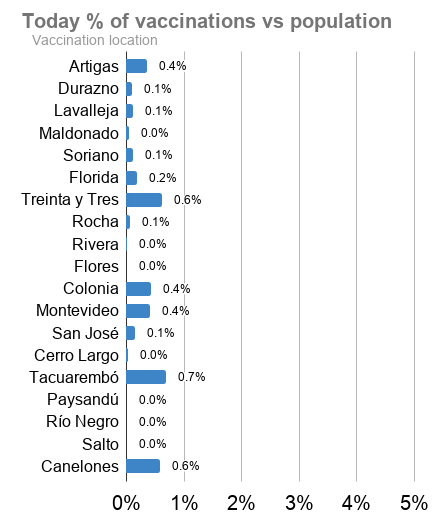 Today % of vaccinations vs population
Vaccination location
Artigas 0.4%
Durazno 0.1%
Lavalleja 0.1%
Maldonado 0.0%
Soriano 0.1%
Florida 0.2%
Treinta y Tres 0.6%
Rocha 0.1%
Rivera 0.0%
Flores 0.0%
Colonia 0.4%
Montevideo 0.4%
San José 0.1%
Cerro Largo 0.0%
Tacuarembó 0.7%
Paysandú 0.0%
Río Negro 0.0%
Salto 0.0%
Canelones 0.6%
0% 1% 2% 3% 4% 5%